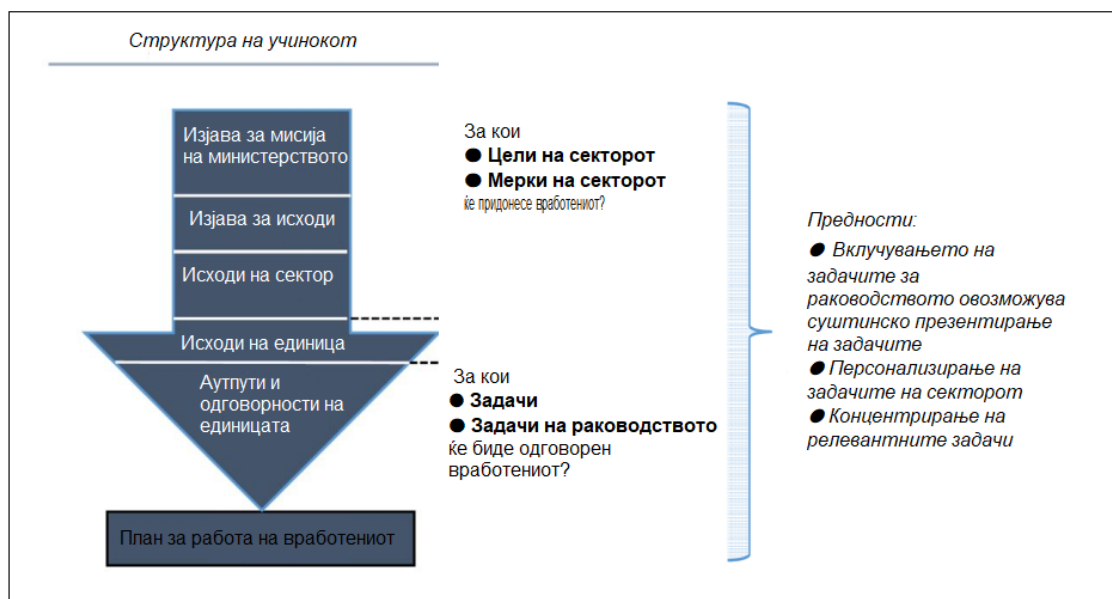 Структура на учинокот
Изјава за мисија
на министерството
Изјава за исходи
Исходи на сектор
Исходи на единица
Аутпути и
одговорности на
единицата
План за работа на вработениот
За кои
● Цели на секторот
● Мерки на секторот
ќе придонесе вработениот?
За кои
● Задачи
● Задачи на раководството
ќе биде одговорен
вработениот?
Предности:
● Вклучувањето на
задачите за
раководството овозможува
суштинско презентирање
на задачите
● Персонализирање на
задачите на секторот
● Концентрирање на
релевантните задачи